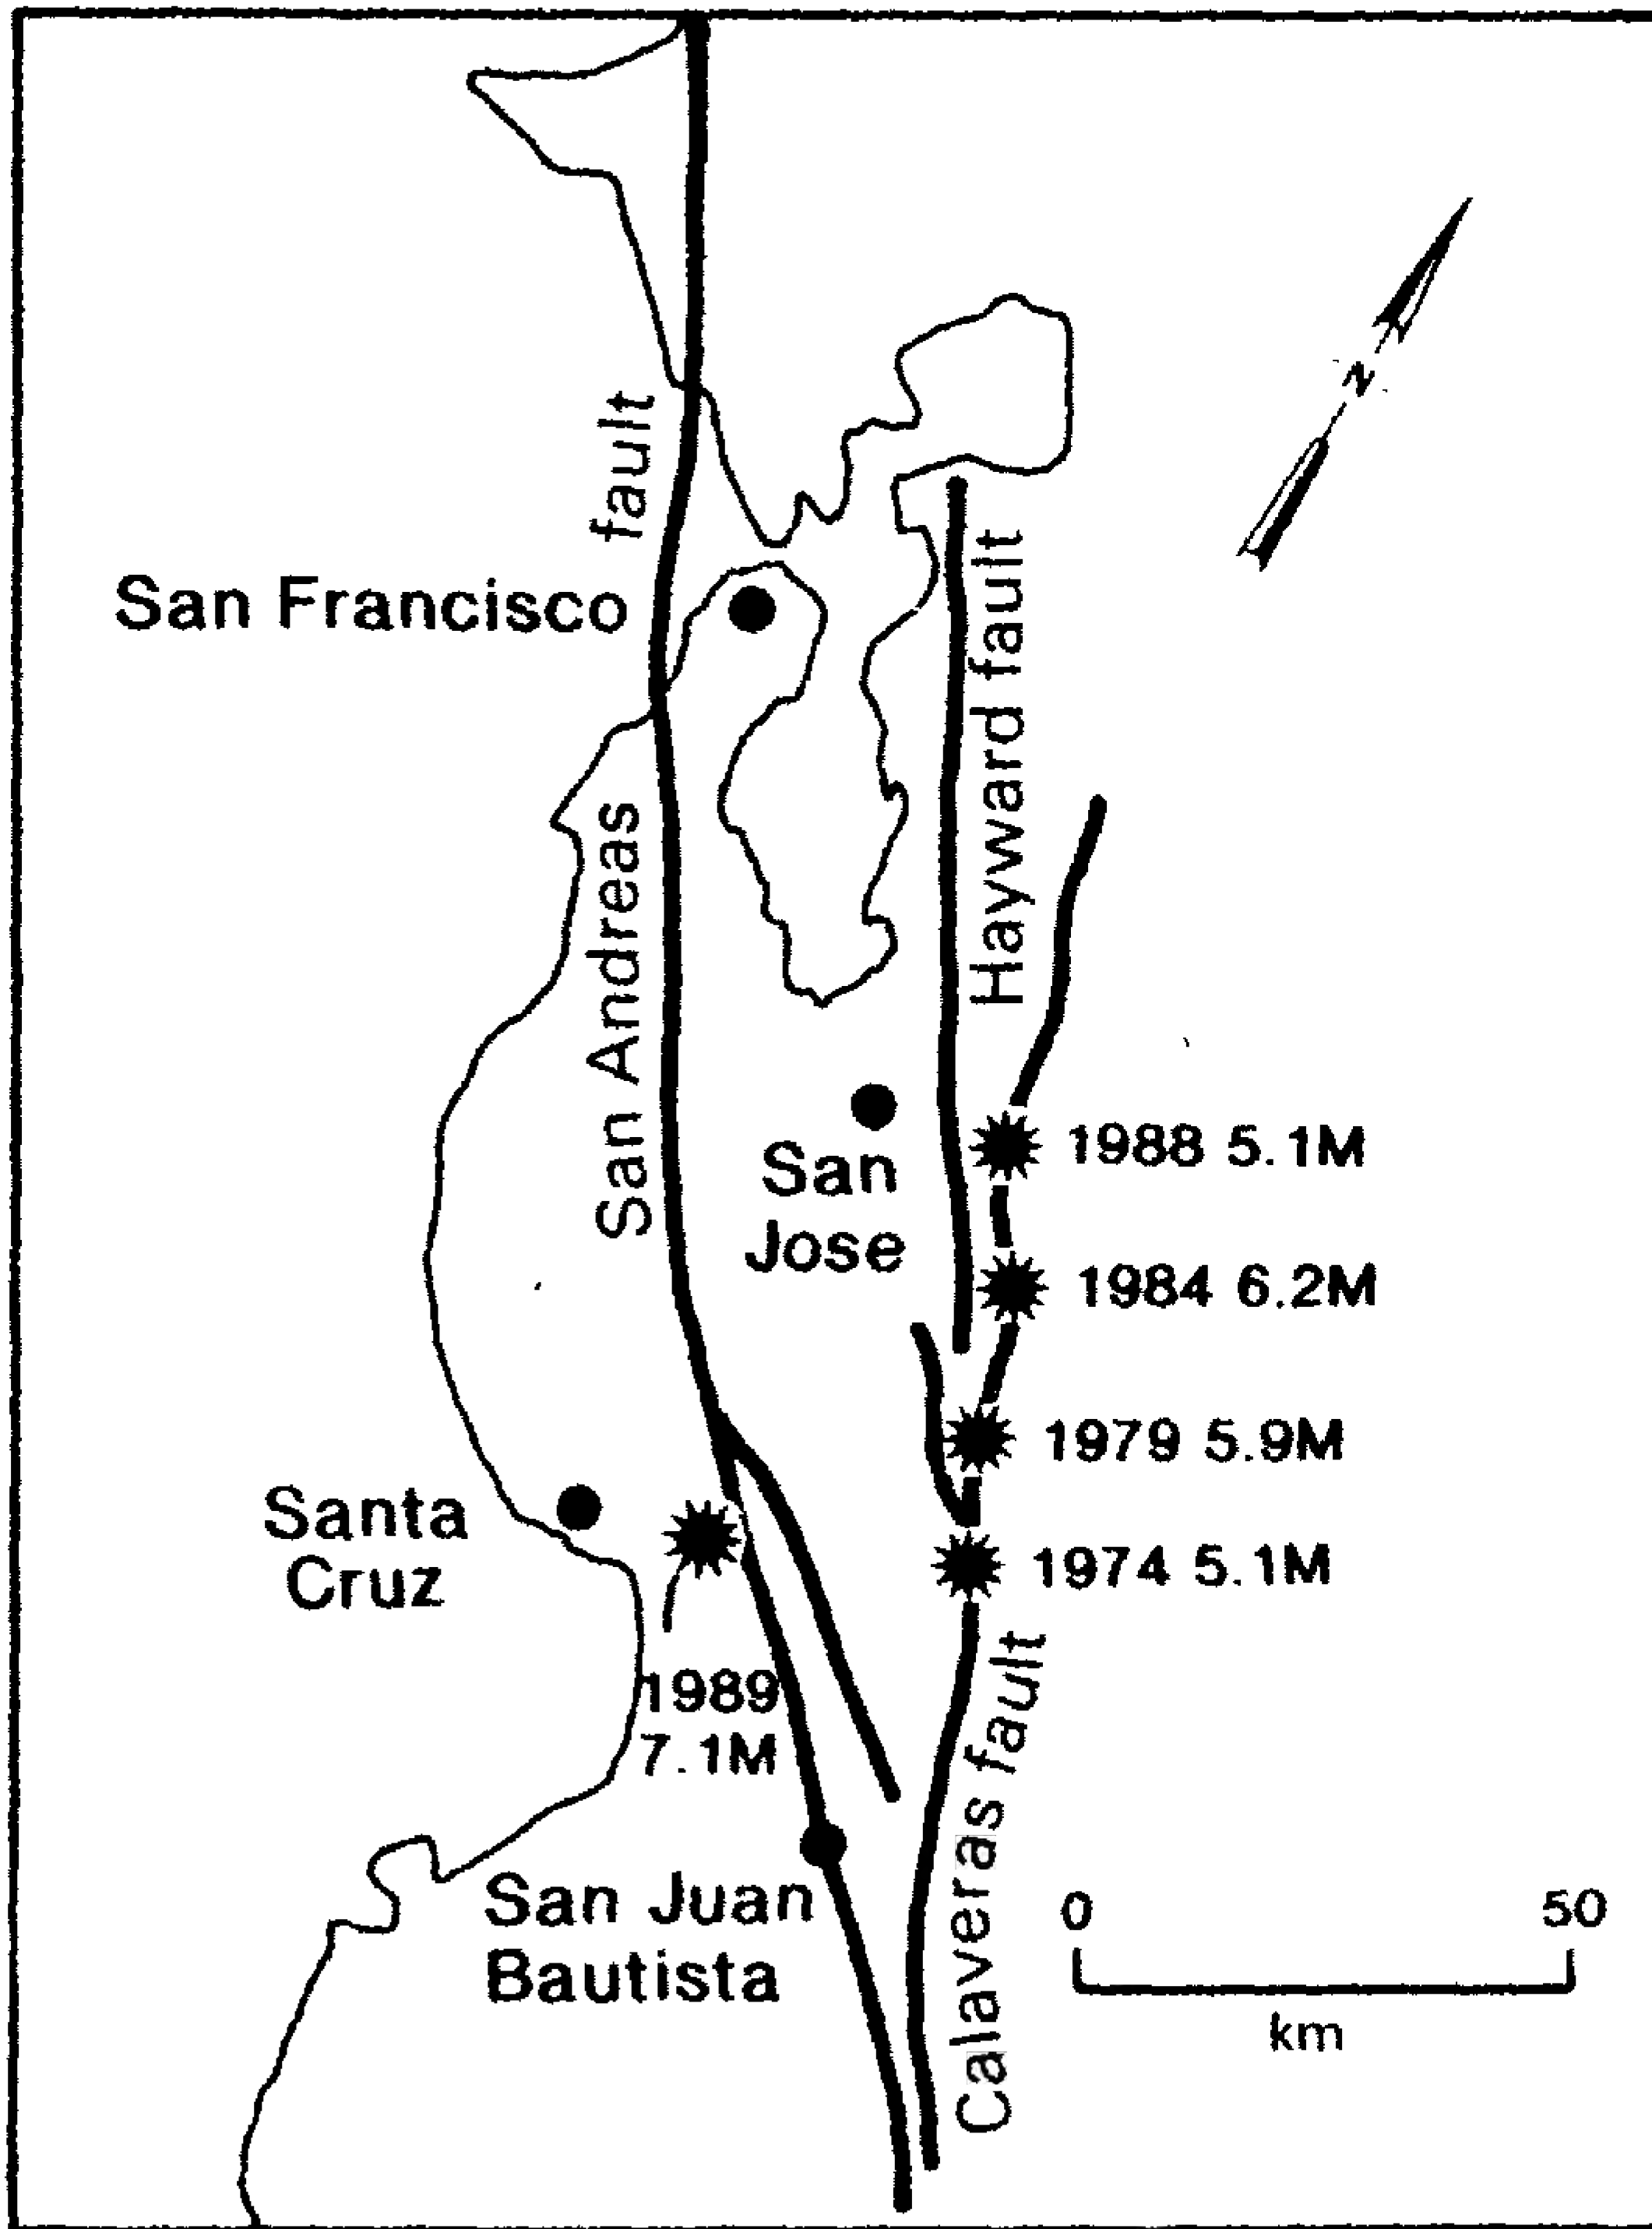 fault
N
San Francisco
Hayward fault
San Andreas
1988 5.1M
San
Jose
1984 6.2M
1979 5.9M
Santa
Cruz
1974 5.1M
1989
7.1M
Calaveras fault
San Juan
Bautista
0 50
km